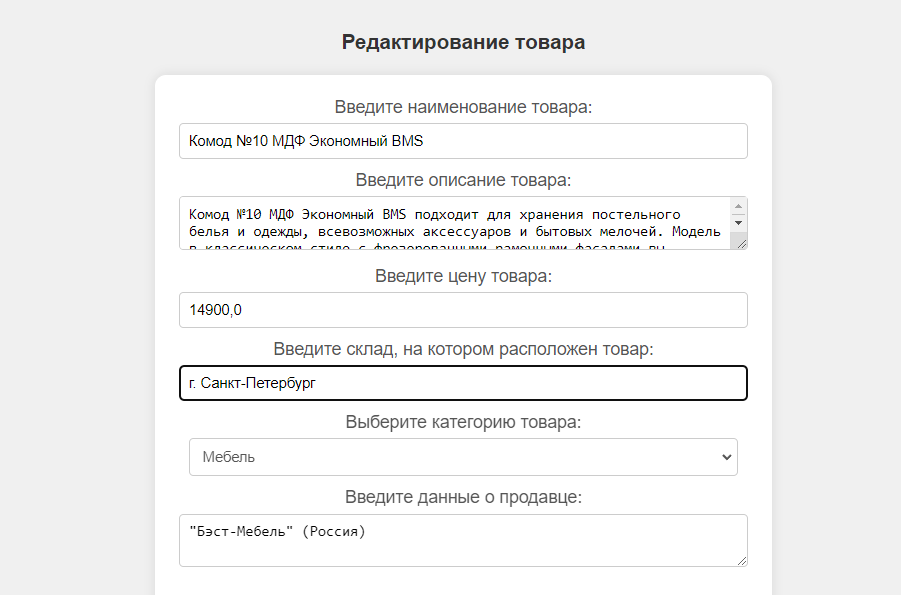 Редактирование товара
Введите наименование товара:
Комод №10 МДФ Экономный BMS
Введите описание товара:
Комод №10 МДФ Экономный BMS подходит для хранения постельного
белья и одежды, всевозможных аксессуаров и бытовых мелочей. Модель
в классическом стиле с фрезерованными рамочными фасадами вы
Введите цену товара:
14900,0
Введите склад, на котором расположен товар:
г. Санкт-Петербург
Выберите категорию товара:
Мебель
Введите данные о продавце:
"Бэст-Мебель" (Россия)